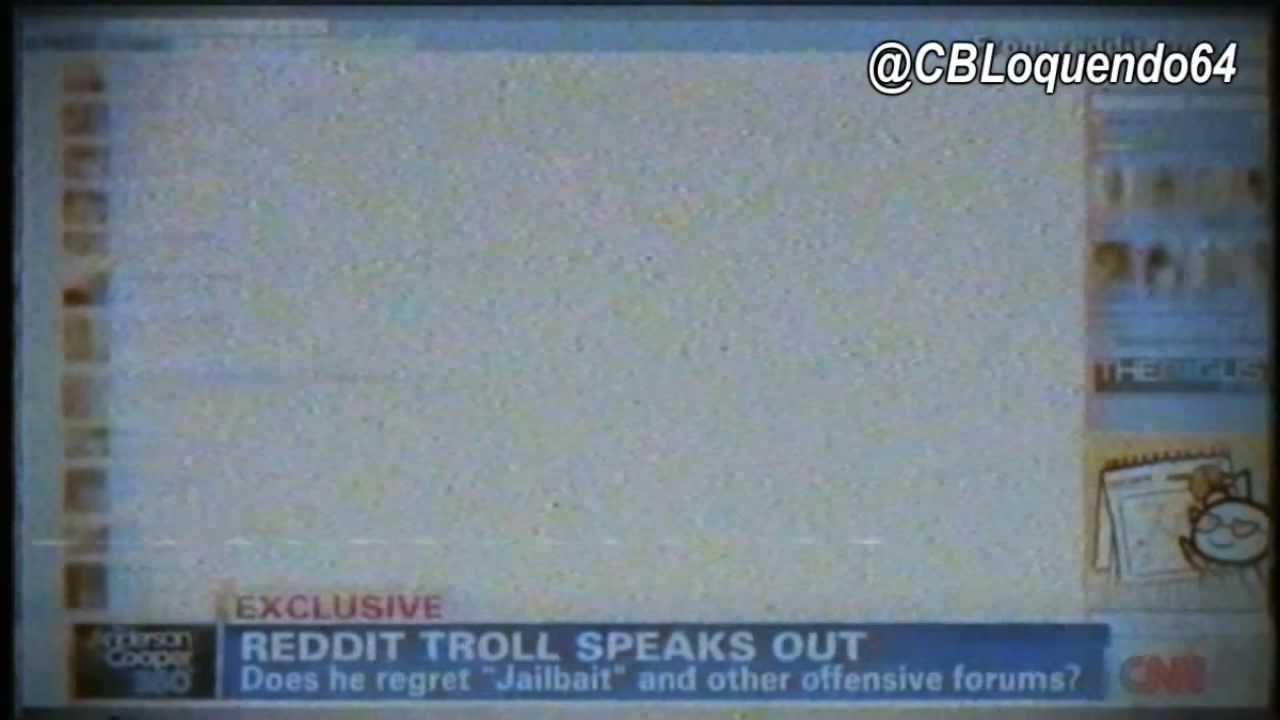 @CBLoquendo64
EXCLUSIVE
Anderson
Cooper
360°
REDDIT TROLL SPEAKS OUT
Does he regret "Jailbait" and other offensive forums?
CNN